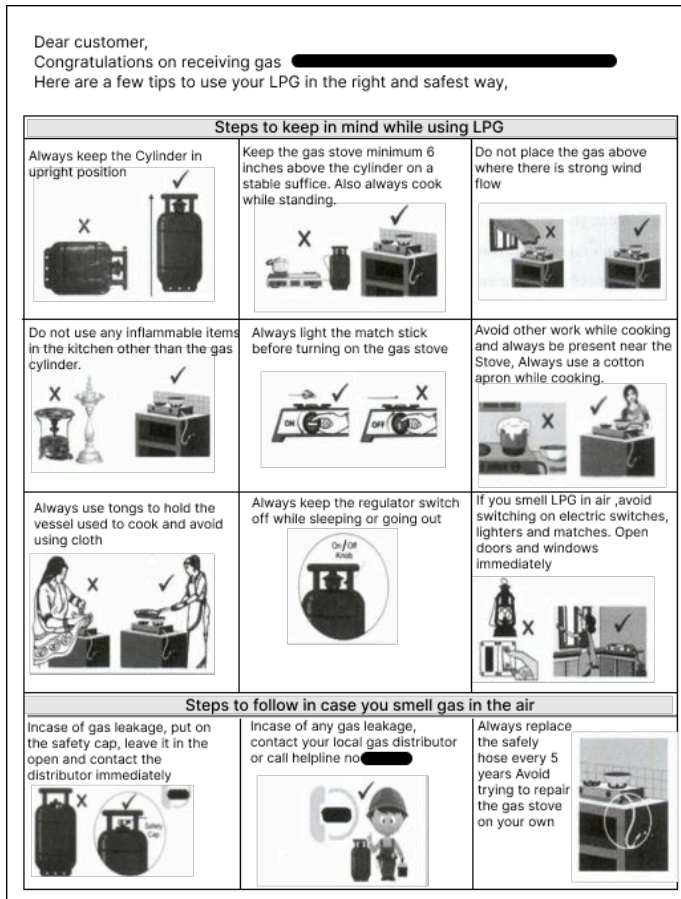 Dear customer,
Congratulations on receiving gas
Here are a few tips to use your LPG in the right and safest way,
Steps to keep in mind while using LPG
Always keep the Cylinder in
upright position
Keep the gas stove minimum 6
inches above the cylinder on a
stable suffice. Also always cook
while standing.
Do not place the gas above
where there is strong wind
flow
Do not use any inflammable items
in the kitchen other than the gas
cylinder.
Always light the match stick
before turning on the gas stove
ON
OFF
Avoid other work while cooking
and always be present near the
Stove, Always use a cotton
apron while cooking.
Always use tongs to hold the
vessel used to cook and avoid
using cloth
Always keep the regulator switch
off while sleeping or going out
On/Off
Knob
If you smell LPG in air ,avoid
switching on electric switches,
lighters and matches. Open
doors and windows
immediately
Steps to follow in case you smell gas in the air
Incase of gas leakage, put on
the safety cap, leave it in the
open and contact the
distributor immediately
Safety
Cap
Incase of any gas leakage,
contact your local gas distributor
or call helpline no
Always replace
the safely
hose every 5
years Avoid
trying to repair
the gas stove
on your own